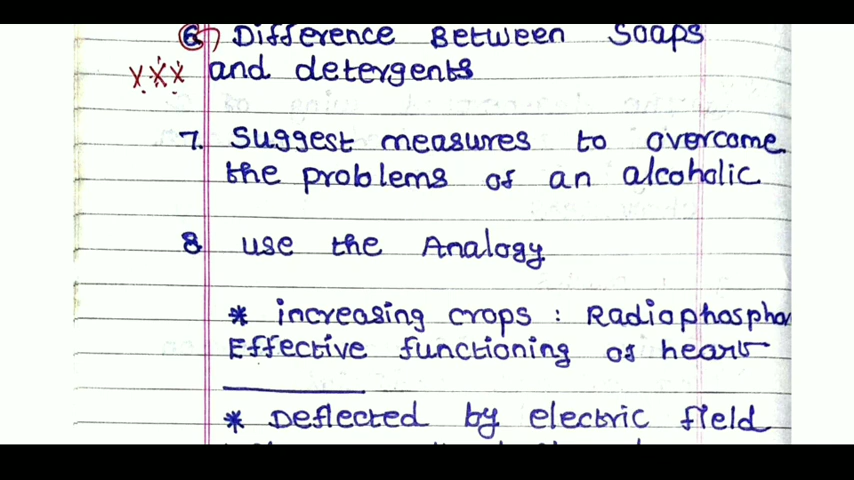 6) Difference Between Soaps
xxx and detergents
7. Suggest measures to overcome
the problems of an alcoholic
8 use the Analogy
* increasing crops : Radiophospho
Effective functioning of heart
* Deflected by electric field